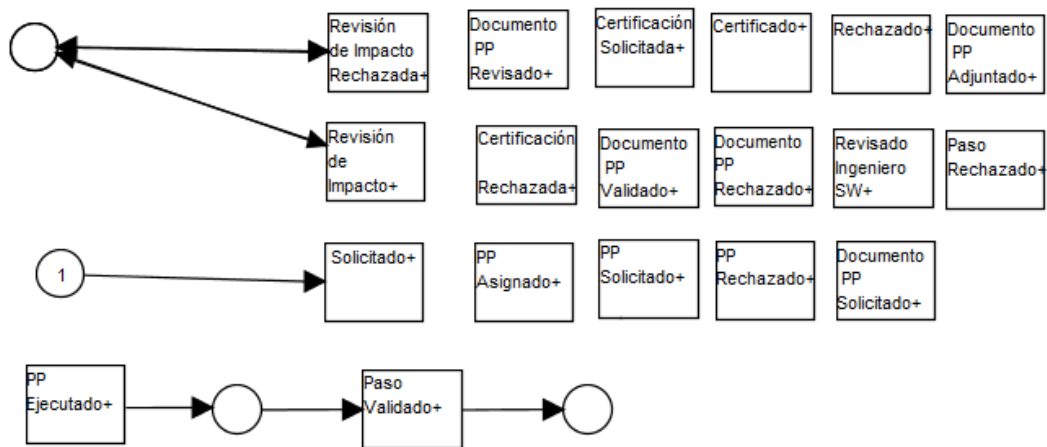 Revisión
de Impacto
Rechazada+
Documento
PP
Revisado+
Certificación
Solicitada+
Certificado+
Rechazado+
Documento
PP
Adjuntado+
Revisión
de
Impacto+
Certificación
Rechazada+
Documento
PP
Validado+
Documento
PP
Rechazado+
Revisado
Ingeniero
SW+
Paso
Rechazado+
1
Solicitado+
PP
Asignado+
PP
Solicitado+
PP
Rechazado+
Documento
PP
Solicitado+
PP
Ejecutado+
Paso
Validado+